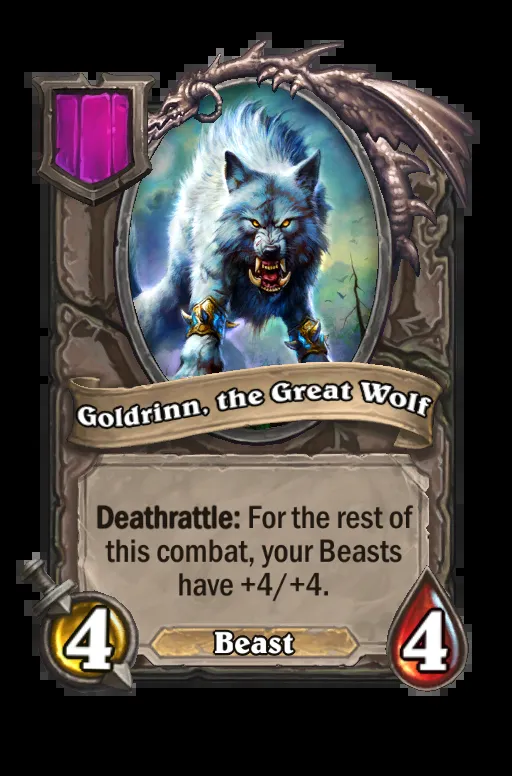 Goldrinn, the Great Wolf
Deathrattle: For the rest of
this combat, your Beasts
have +4/+4.
4
Beast
4